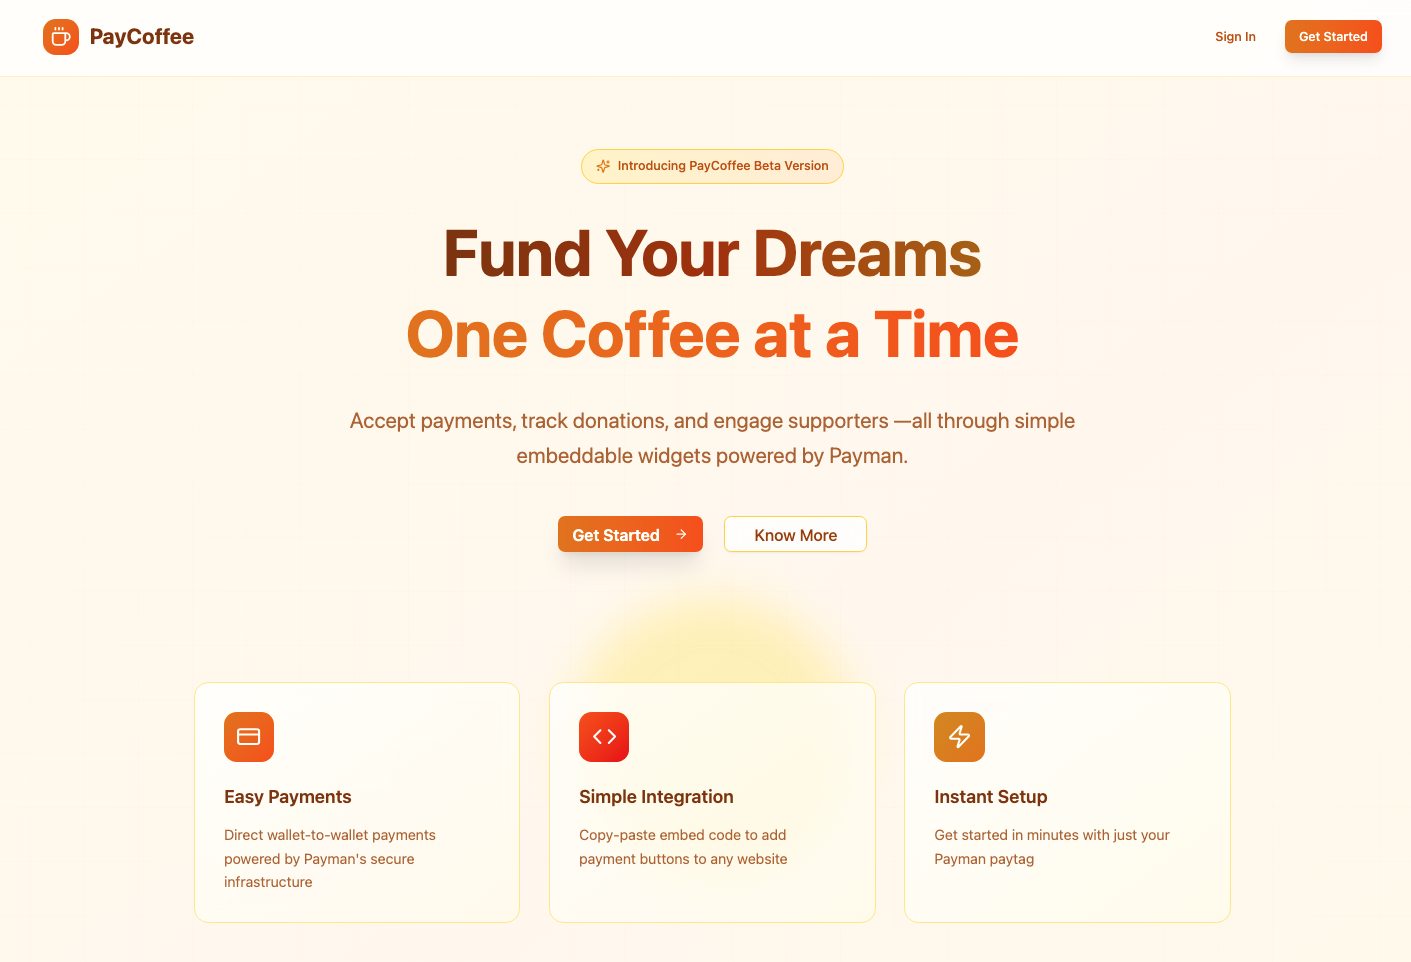 PayCoffee
Sign In
Get Started
Introducing PayCoffee Beta Version
Fund Your Dreams
One Coffee at a Time
Accept payments, track donations, and engage supporters —all through simple
embeddable widgets powered by Payman.
Get Started
Know More
Easy Payments
Direct wallet-to-wallet payments
powered by Payman's secure
infrastructure
Simple Integration
Copy-paste embed code to add
payment buttons to any website
Instant Setup
Get started in minutes with just your
Payman paytag